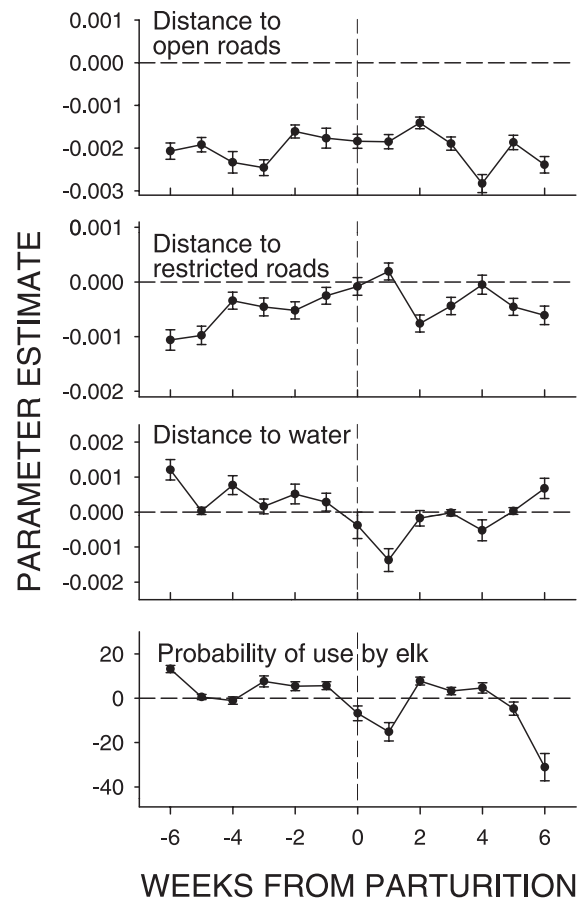 PARAMETER ESTIMATE
Distance to
open roads
0.001
0.000
-0.001
-0.002
-0.003
Distance to
restricted roads
0.001
0.000
-0.001
-0.002
Distance to water
0.002
0.001
0.000
-0.001
-0.002
Probability of use by elk
20
0
-20
-40
-6 -4 -2 0 2 4 6
WEEKS FROM PARTURITION